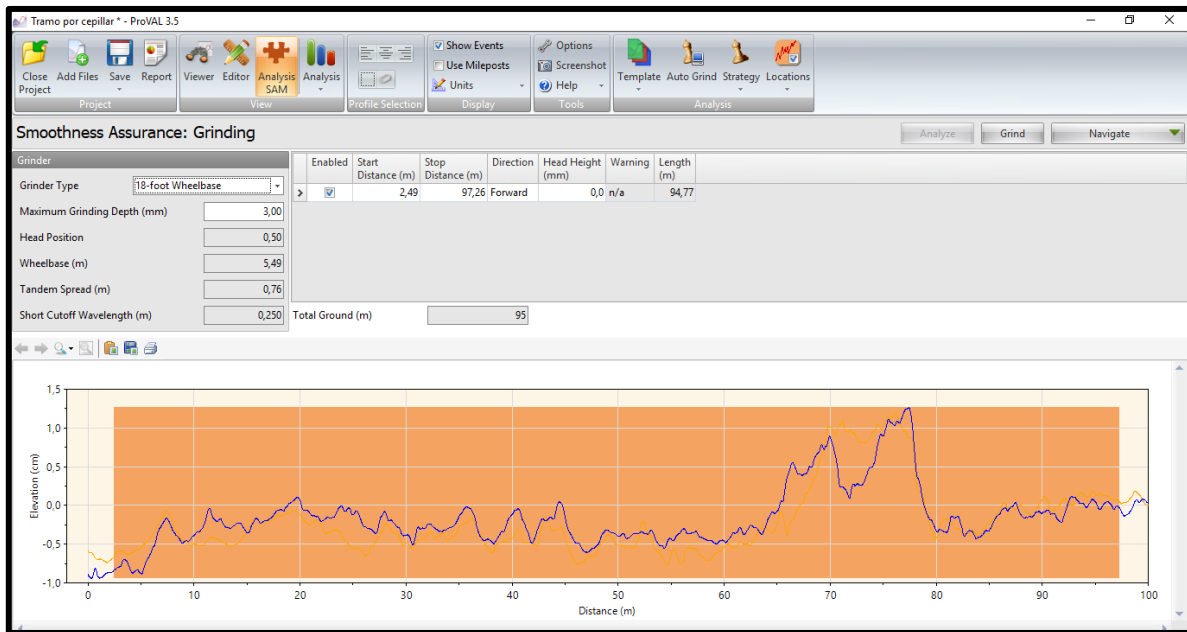 Tramo por cepillar * - ProVAL 3.5
Close Project Add Files Save Report Viewer Editor Analysis SAM Analysis
Show Events
Use Mileposts
Units
Options
Screenshot
Help
Template Auto Grind Strategy Locations
Project View Profile Selection Display Tools Analysis
Smoothness Assurance: Grinding
Analyze Grind Navigate
Grinder
Grinder Type 18-foot Wheelbase
Maximum Grinding Depth (mm) 3,00
Head Position 0,50
Wheelbase (m) 5,49
Tandem Spread (m) 0,76
Short Cutoff Wavelength (m) 0,250
Enabled Start Distance (m) Stop Distance (m) Direction Head Height (mm) Warning Length (m)
2,49 97,26 Forward 0,0 n/a 94,77
Total Ground (m) 95
1,5
1,0
0,5
0,0
-0,5
-1,0
Elevation (cm)
0 10 20 30 40 50 60 70 80 90 100
Distance (m)